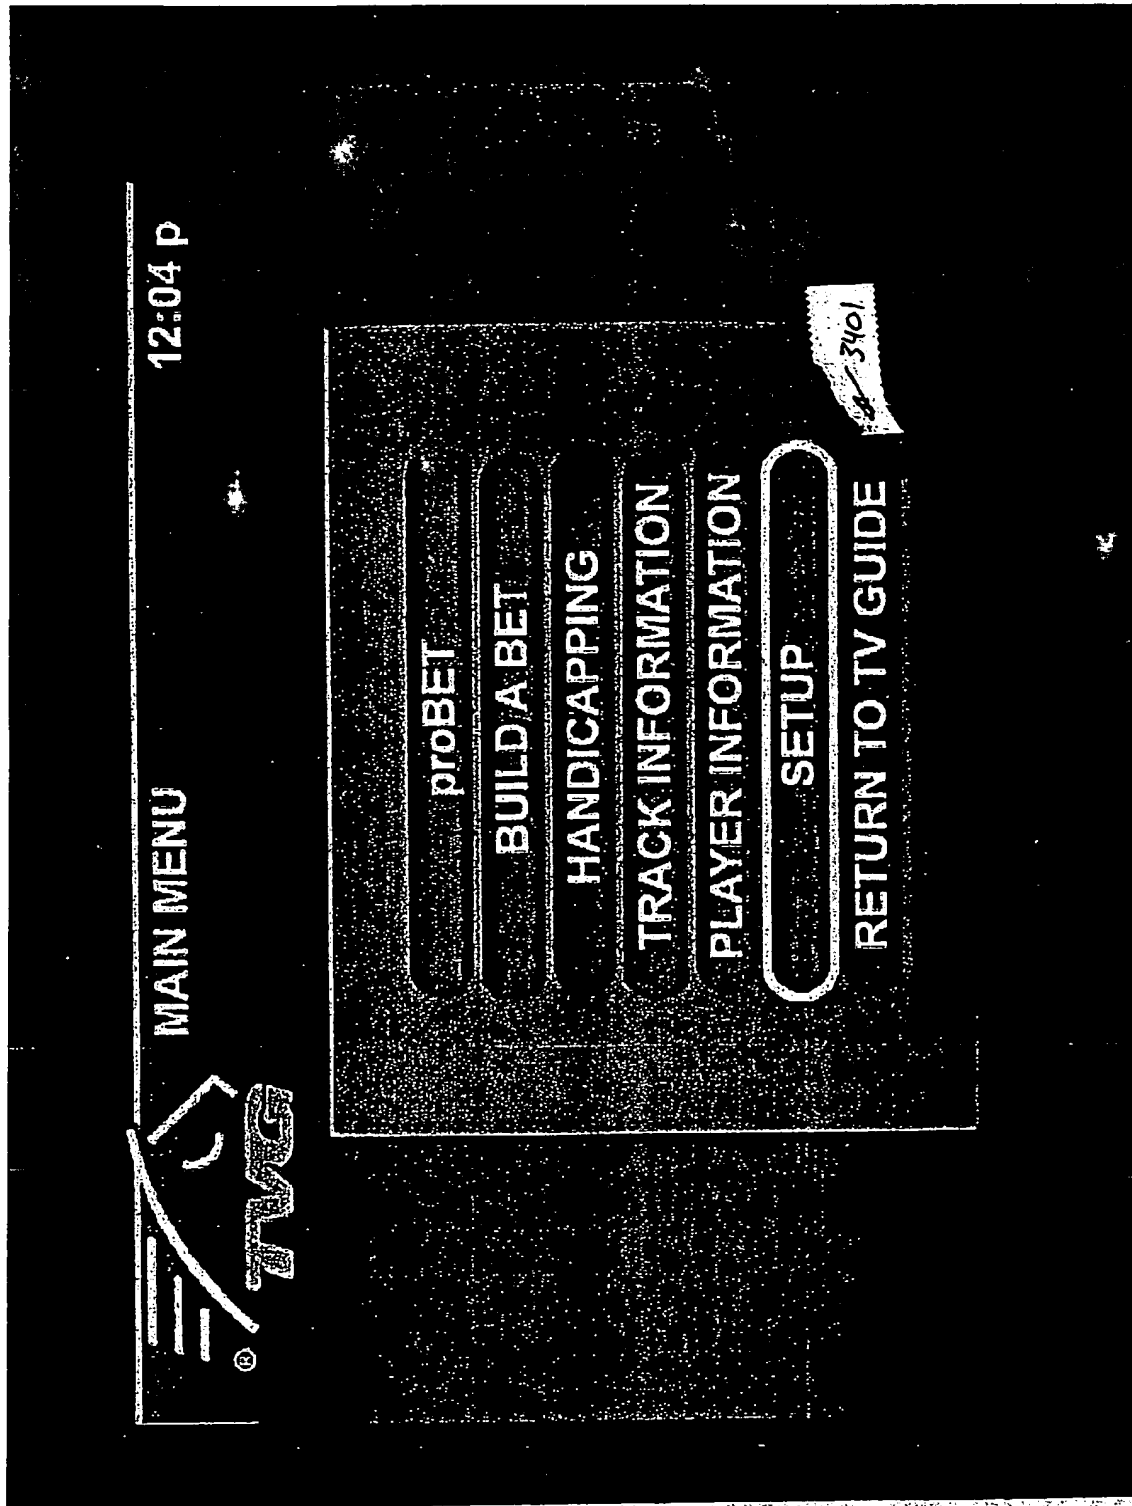 MAIN MENU
12:04 p
®
TVG
proBET
BUILD A BET
HANDICAPPING
TRACK INFORMATION
PLAYER INFORMATION
SETUP
RETURN TO TV GUIDE
3401